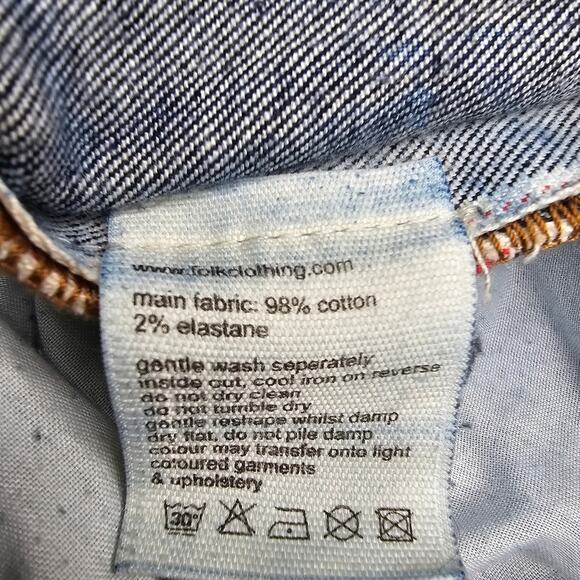 www.folkclothing.com
main fabric: 98% cotton
2% elastane
gentle wash seperately
inside out, cool iron on reverse
do not dry clean
do not tumble dry
gentle reshape whilst damp
dry flat, do not pile damp
colour may transfer onto light
coloured garments
& upholstery
30°